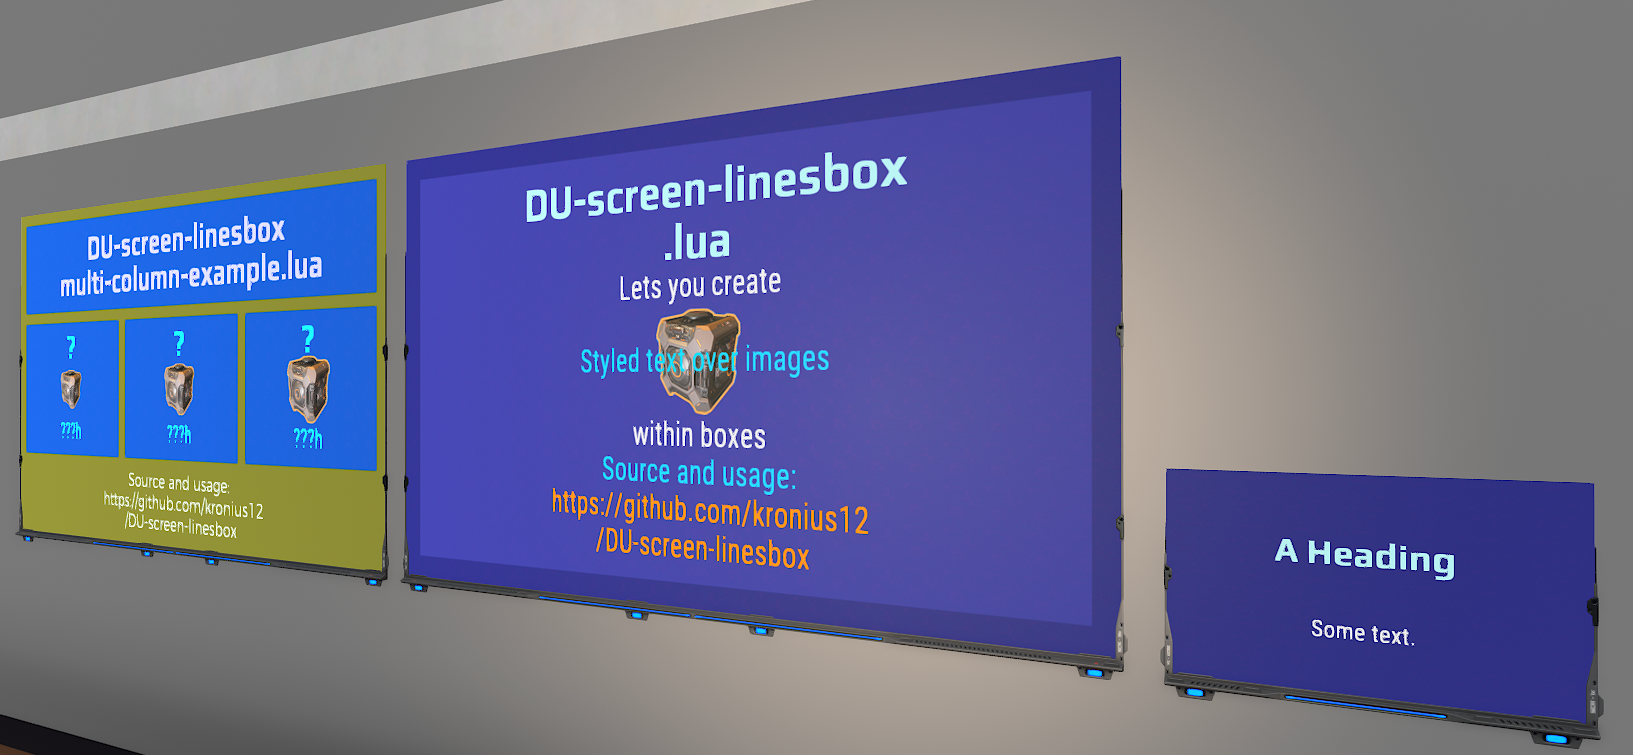 DU-screen-linesbox
multi-column-example.lua
?
?
?
???h
???h
???h
Source and usage:
https://github.com/kronius12
/DU-screen-linesbox
DU-screen-linesbox
.lua
Lets you create
Styled text over images
within boxes
Source and usage:
https://github.com/kronius12
/DU-screen-linesbox
A Heading
Some text.